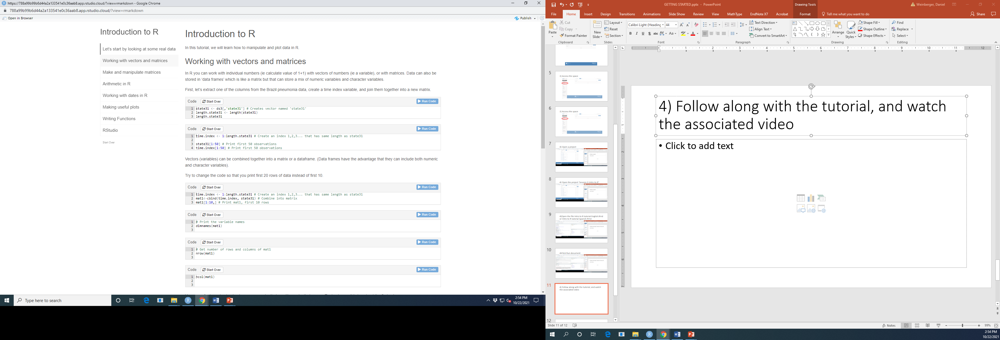 https://788a99b99b6d44a2a133541e0c36aab8.app.rstudio.cloud/?view=rmarkdown - Google Chrome
788a99b99b6d44a2a133541e0c36aab8.app.rstudio.cloud/?view=rmarkdown
Open in Browser
Publish
Introduction to R
Let's start by looking at some real data
Working with vectors and matrices
Make and manipulate matrices
Arithmetic in R
Working with dates in R
Making useful plots
Writing Functions
RStudio
Start Over
Introduction to R
In this tutorial, we will learn how to manipulate and plot data in R.
Working with vectors and matrices
In R you can work with individual numbers (ie calculate value of 1+1) with vectors of numbers (ie a variable), or with matrices. Data can also be
stored in 'data frames' which is like a matrix but that can store a mix of numeric variables and character variables.
First, let's extract one of the columns from the Brazil pneumonia data, create a time index variable, and join them together into a new matrix.
Code Start Over Run Code
1 state31 <- ds3[,'state31'] # Creates vector named 'state31'
2 length.state31 <- length(state31)
3 length.state31
Code Start Over Run Code
1 time.index <- 1:length.state31 # Create an index 1,2,3... that has same length as state31
2
3 state31[1:50] # Print first 50 observations
4 time.index[1:50] # Print first 50 observations
Vectors (variables) can be combined together into a matrix or a dataframe. (Data frames have the advantage that they can include both numeric
and character variables).
Try to change the code so that you print first 20 rows of data instead of first 10.
Code Start Over Run Code
1 time.index <- 1:length.state31 # Create an index 1,2,3... that has same length as state31
2 mat1<-cbind(time.index, state31) # Combine into matrix
3 mat1[1:10,] # Print mat1, first 10 rows
Code Start Over Run Code
1 # Print the variable names
2 dimnames(mat1)
3
Code Start Over Run Code
1 # Get number of rows and columns of mat1
2 nrow(mat1)
3
Code Start Over Run Code
1 ncol(mat1)
2
3
Type here to search
2:54 PM
10/22/2021
GETTING STARTED.pptx - PowerPoint
Drawing Tools
Weinberger, Daniel
File Home Insert Design Transitions Animations Slide Show Review View MathType EndNote X7 Acrobat Format Tell me what you want to do Share
Paste
Cut
Copy
Format Painter
Clipboard
New
Slide
Layout
Reset
Section
Slides
Calibri Light (Headings 44
B I U S abc AV Aa A
Font
Text Direction
Align Text
Convert to SmartArt
Paragraph
Arrange
Quick
Styles
Shape Fill
Shape Outline
Shape Effects
Drawing
Find
Replace
Select
Editing
5
3) Access the space
6
3) Access the space
7
4) Open a project
8
4) Open the project 'Session 0-Intro to R'
9
4)Open the file Intro to R tutorial English.Rmd
or Intro to R tutorial Spanish.Rmd
10
4)Click Run document
11
4) Follow along with the tutorial, and watch
the associated video
12
1 2 3 4 5 6 7 8 9 10 11 12
1
1
2
3
4
5
6
7
4) Follow along with the tutorial, and watch
the associated video
• Click to add text
Slide 11 of 12
Notes
99%
2:54 PM
10/22/2021